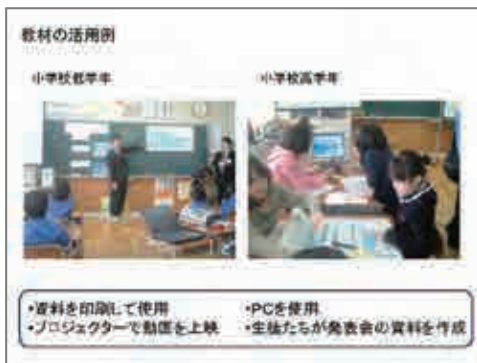 教材の活用例
小学校低学年
小学校高学年
・資料を印刷して使用
・プロジェクターで動画を上映
・PCを使用
・生徒たちが発表会の資料を作成